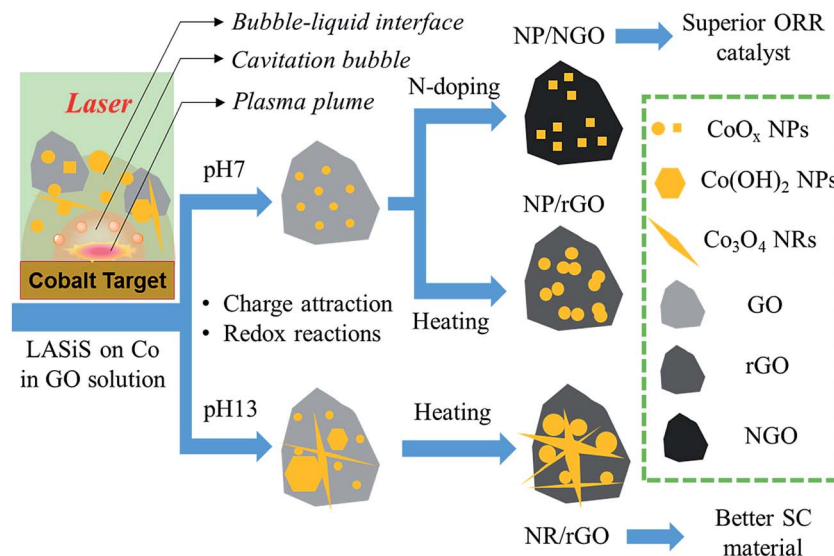 Bubble-liquid interface
Cavitation bubble
Plasma plume
Laser
Cobalt Target
LASiS on Co
in GO solution
pH7
• Charge attraction
• Redox reactions
pH13
N-doping
Heating
Heating
NP/NGO
Superior ORR
catalyst
NP/rGO
NR/rGO
Better SC
material
CoOₓ NPs
Co(OH)₂ NPs
Co₃O₄ NRs
GO
rGO
NGO